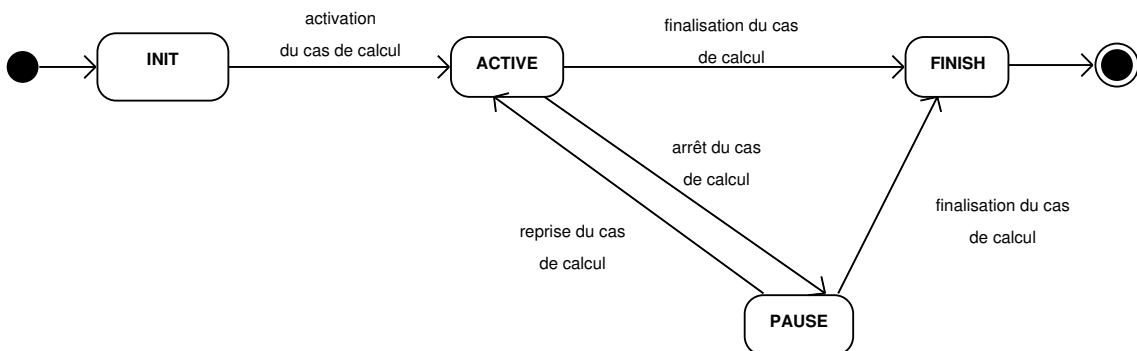 activation
du cas de calcul
finalisation du cas
de calcul
INIT
ACTIVE
FINISH
arrêt du cas
de calcul
finalisation du cas
de calcul
reprise du cas
de calcul
PAUSE